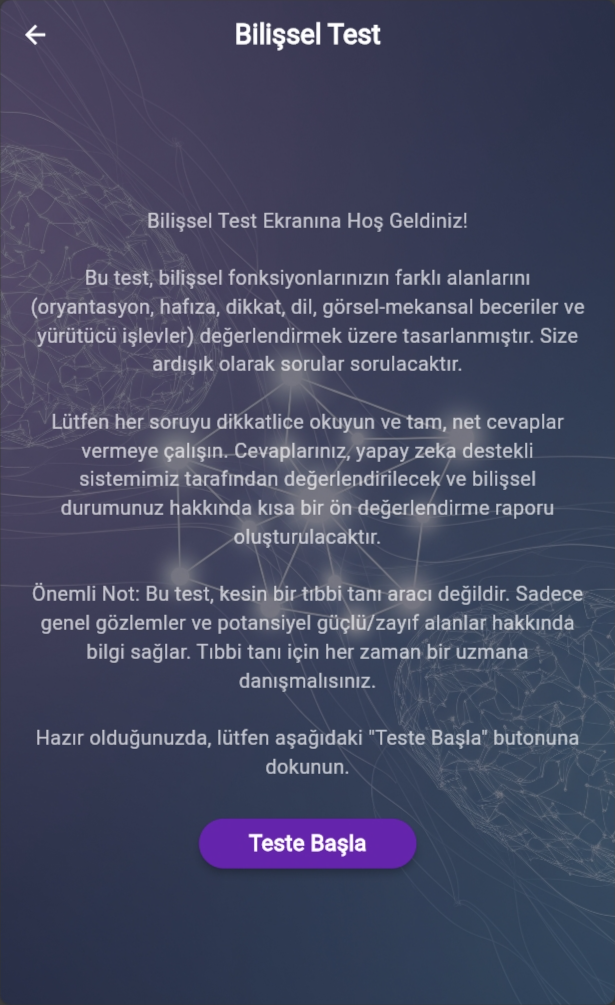 Bilişsel Test
Bilişsel Test Ekranına Hoş Geldiniz!
Bu test, bilişsel fonksiyonlarınızın farklı alanlarını
(oryantasyon, hafıza, dikkat, dil, görsel-mekansal beceriler ve
yürütücü işlevler) değerlendirmek üzere tasarlanmıştır. Size
ardışık olarak sorular sorulacaktır.
Lütfen her soruyu dikkatlice okuyun ve tam, net cevaplar
vermeye çalışın. Cevaplarınız, yapay zeka destekli
sistemimiz tarafından değerlendirilecek ve bilişsel
durumunuz hakkında kısa bir ön değerlendirme raporu
oluşturulacaktır.
Önemli Not: Bu test, kesin bir tıbbi tanı aracı değildir. Sadece
genel gözlemler ve potansiyel güçlü/zayıf alanlar hakkında
bilgi sağlar. Tıbbi tanı için her zaman bir uzmana
danışmalısınız.
Hazır olduğunuzda, lütfen aşağıdaki "Teste Başla" butonuna
dokunun.
Teste Başla